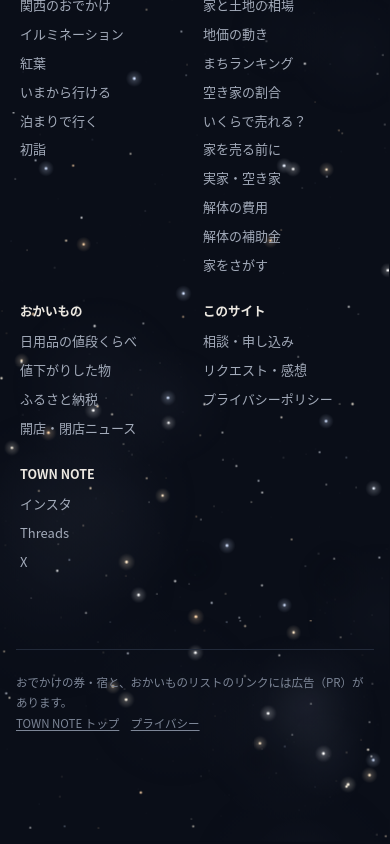 関西のおでかけ
イルミネーション
紅葉
いまから行ける
泊まりで行く
初詣
家と土地の相場
地価の動き
まちランキング
空き家の割合
いくらで売れる？
家を売る前に
実家・空き家
解体の費用
解体の補助金
家をさがす
おかいもの
日用品の値段くらべ
値下がりした物
ふるさと納税
開店・閉店ニュース
このサイト
相談・申し込み
リクエスト・感想
プライバシーポリシー
TOWN NOTE
インスタ
Threads
X
おでかけの券・宿と、おかいものリストのリンクには広告（PR）が
あります。
TOWN NOTE トップ プライバシー